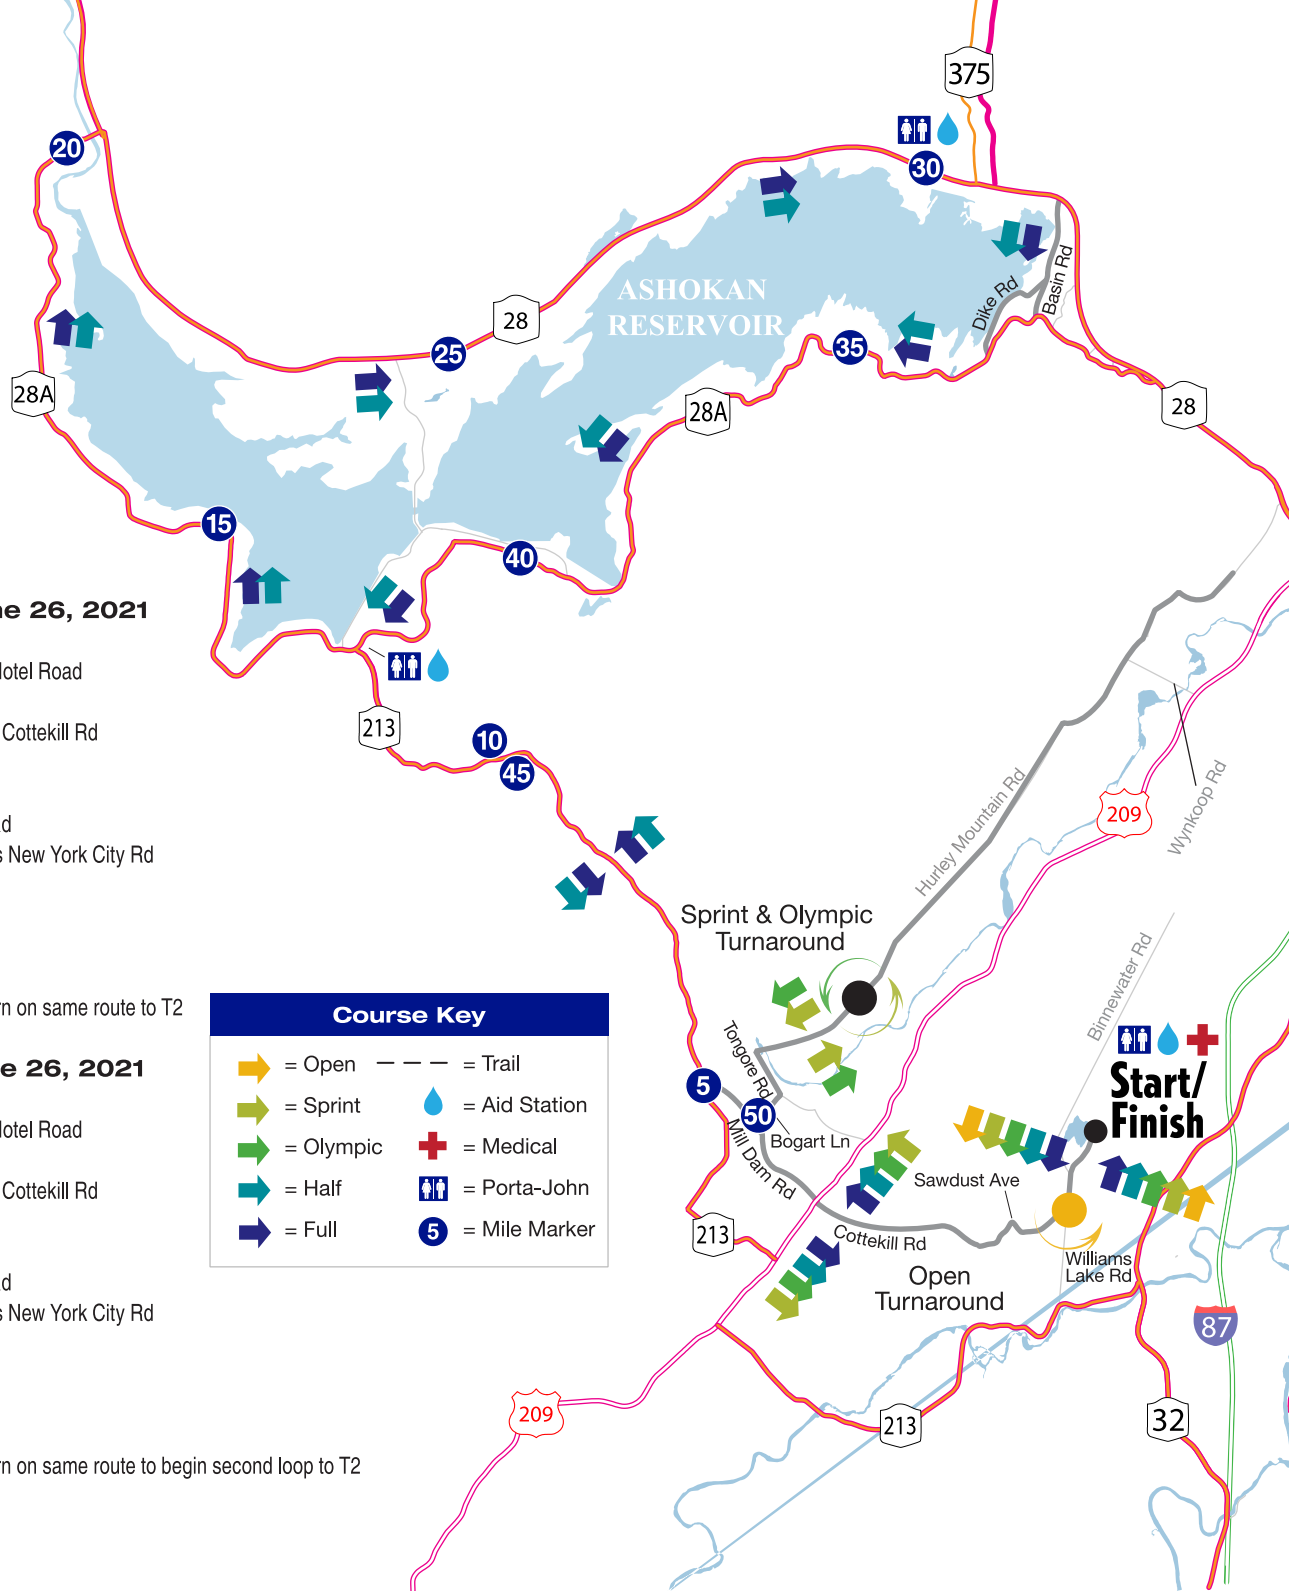 375
20
30
ASHOKAN
RESERVOIR
Dike Rd
Basin Rd
28
25
35
28A
28A
28
15
40
ne 26, 2021
Hotel Road
213
Cottekill Rd
10
45
209
Wynkoop Rd
d
s New York City Rd
Hurley Mountain Rd
Sprint & Olympic
Turnaround
Binnewater Rd
rn on same route to T2
Course Key
= Open
= Trail
= Sprint
= Aid Station
= Olympic
= Medical
= Half
= Porta-John
= Full
5
= Mile Marker
Tongore Rd
5
50
Bogart Ln
Mill Dam Rd
Start/
Finish
e 26, 2021
Hotel Road
Sawdust Ave
Cottekill Rd
213
Cottekill Rd
Williams
Lake Rd
Open
Turnaround
d
s New York City Rd
87
209
213
32
rn on same route to begin second loop to T2